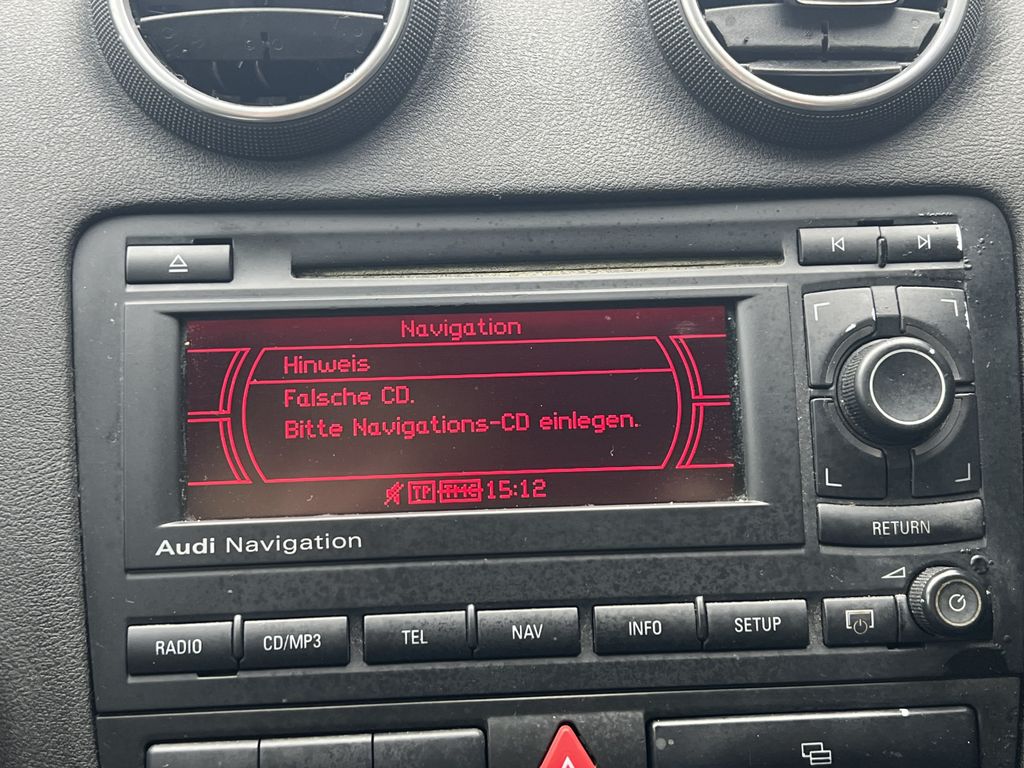 Navigation
Hinweis
Falsche CD.
Bitte Navigations-CD einlegen.
TP TMC 15:12
Audi Navigation
RETURN
RADIO
CD/MP3
TEL
NAV
INFO
SETUP